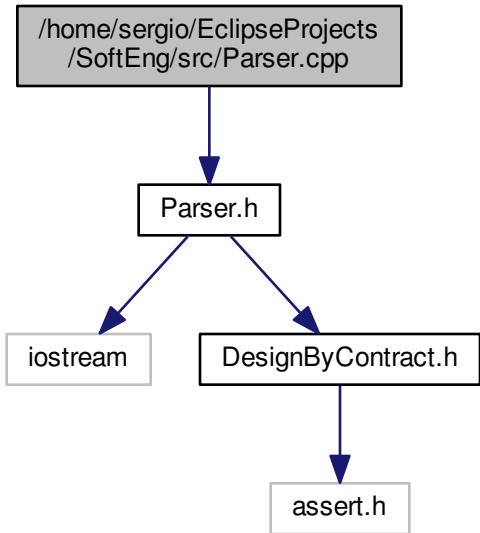 /home/sergio/EclipseProjects
/SoftEng/src/Parser.cpp
Parser.h
iostream
DesignByContract.h
assert.h